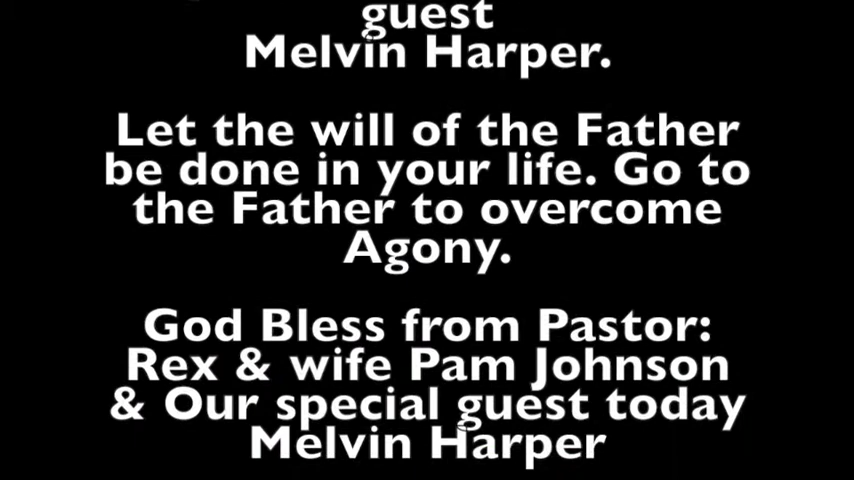 guest
Melvin Harper.
Let the will of the Father
be done in your life. Go to
the Father to overcome
Agony.
God Bless from Pastor:
Rex & wife Pam Johnson
& Our special guest today
Melvin Harper